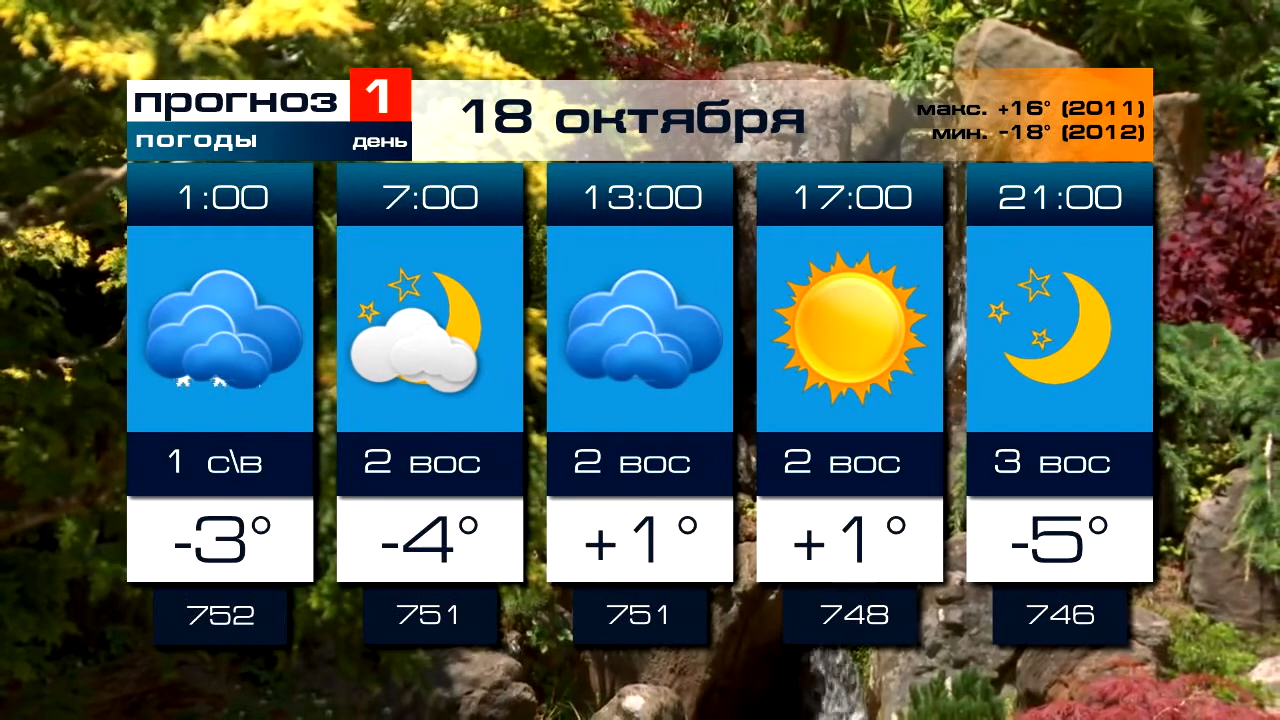 прогноз 1
погоды день
18 октября
макс. +16° (2011)
мин. -18° (2012)
1:00 7:00 13:00 17:00 21:00
1 с\в 2 вос 2 вос 2 вос 3 вос
-3° -4° +1° +1° -5°
752 751 751 748 746